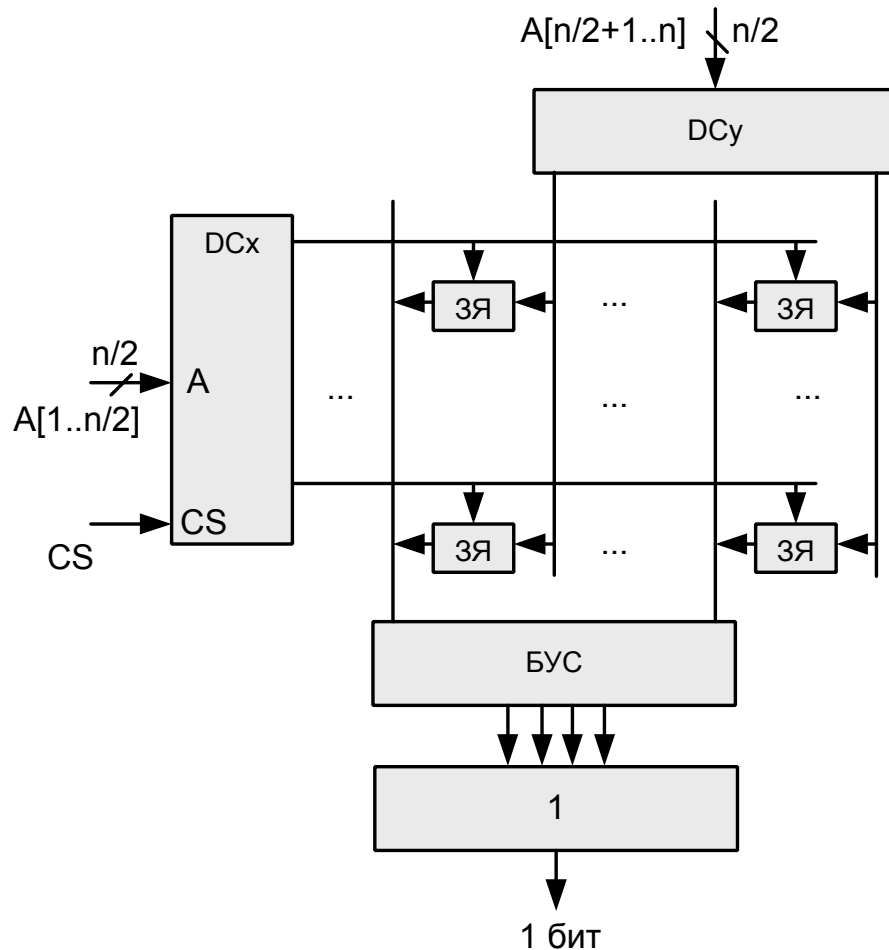 A[n/2+1..n] n/2
DCy
DCx
ЗЯ ... ЗЯ
n/2
A
A[1..n/2]
... ... ...
CS
CS
ЗЯ ... ЗЯ
БУС
1
1 бит